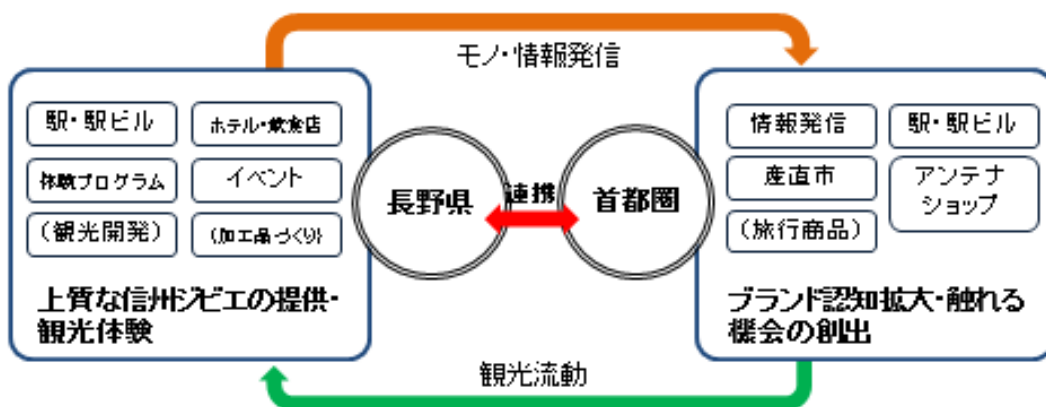 モノ・情報発信
駅・駅ビル
ホテル・飲食店
体験プログラム
イベント
(観光開発)
(加工品づくり)
上質な信州ジビエの提供・
観光体験
長野県
連携
首都圏
情報発信
駅・駅ビル
産直市
アンテナ
ショップ
(旅行商品)
ブランド認知拡大・触れる
機会の創出
観光流動